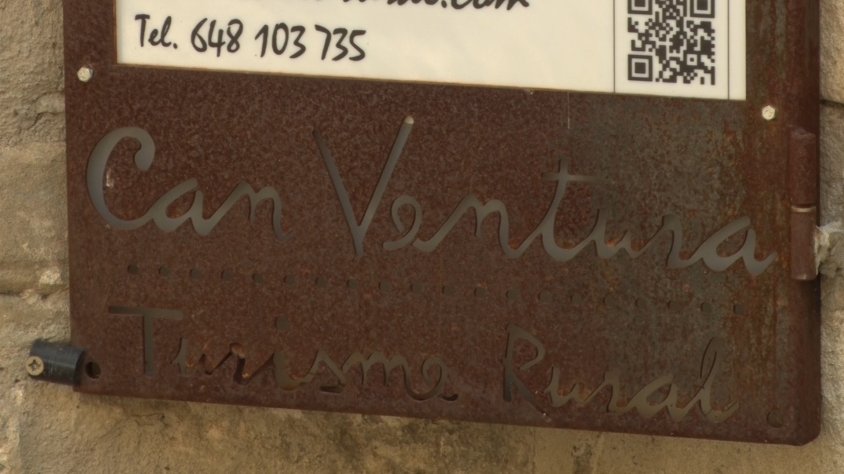 Tel. 648 103 735
Can Ventura
Turisme Rural